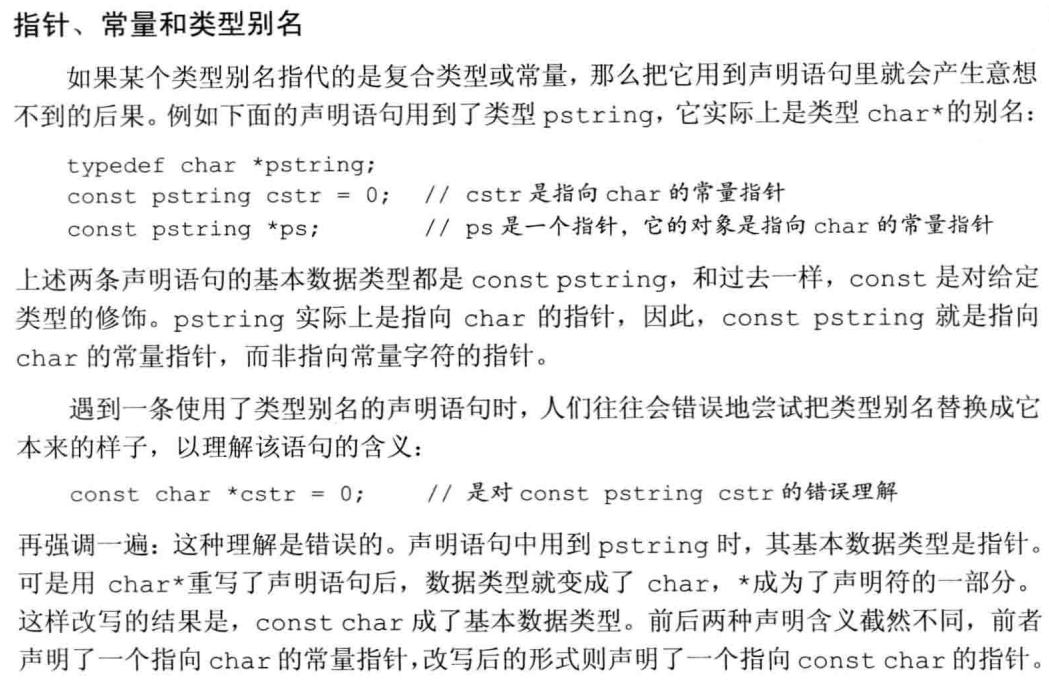 指针、常量和类型别名
如果某个类型别名指代的是复合类型或常量，那么把它用到声明语句里就会产生意想
不到的后果。例如下面的声明语句用到了类型 pstring，它实际上是类型 char*的别名：
typedef char *pstring;
const pstring cstr = 0; // cstr 是指向 char 的常量指针
const pstring *ps; // ps 是一个指针，它的对象是指向 char 的常量指针
上述两条声明语句的基本数据类型都是 const pstring，和过去一样，const 是对给定
类型的修饰。pstring 实际上是指向 char 的指针，因此，const pstring 就是指向
char 的常量指针，而非指向常量字符的指针。
遇到一条使用了类型别名的声明语句时，人们往往会错误地尝试把类型别名替换成它
本来的样子，以理解该语句的含义：
const char *cstr = 0; // 是对 const pstring cstr 的错误理解
再强调一遍：这种理解是错误的。声明语句中用到 pstring 时，其基本数据类型是指针。
可是用 char*重写了声明语句后，数据类型就变成了 char，*成为了声明符的一部分。
这样改写的结果是，const char 成了基本数据类型。前后两种声明含义截然不同，前者
声明了一个指向 char 的常量指针，改写后的形式则声明了一个指向 const char 的指针。